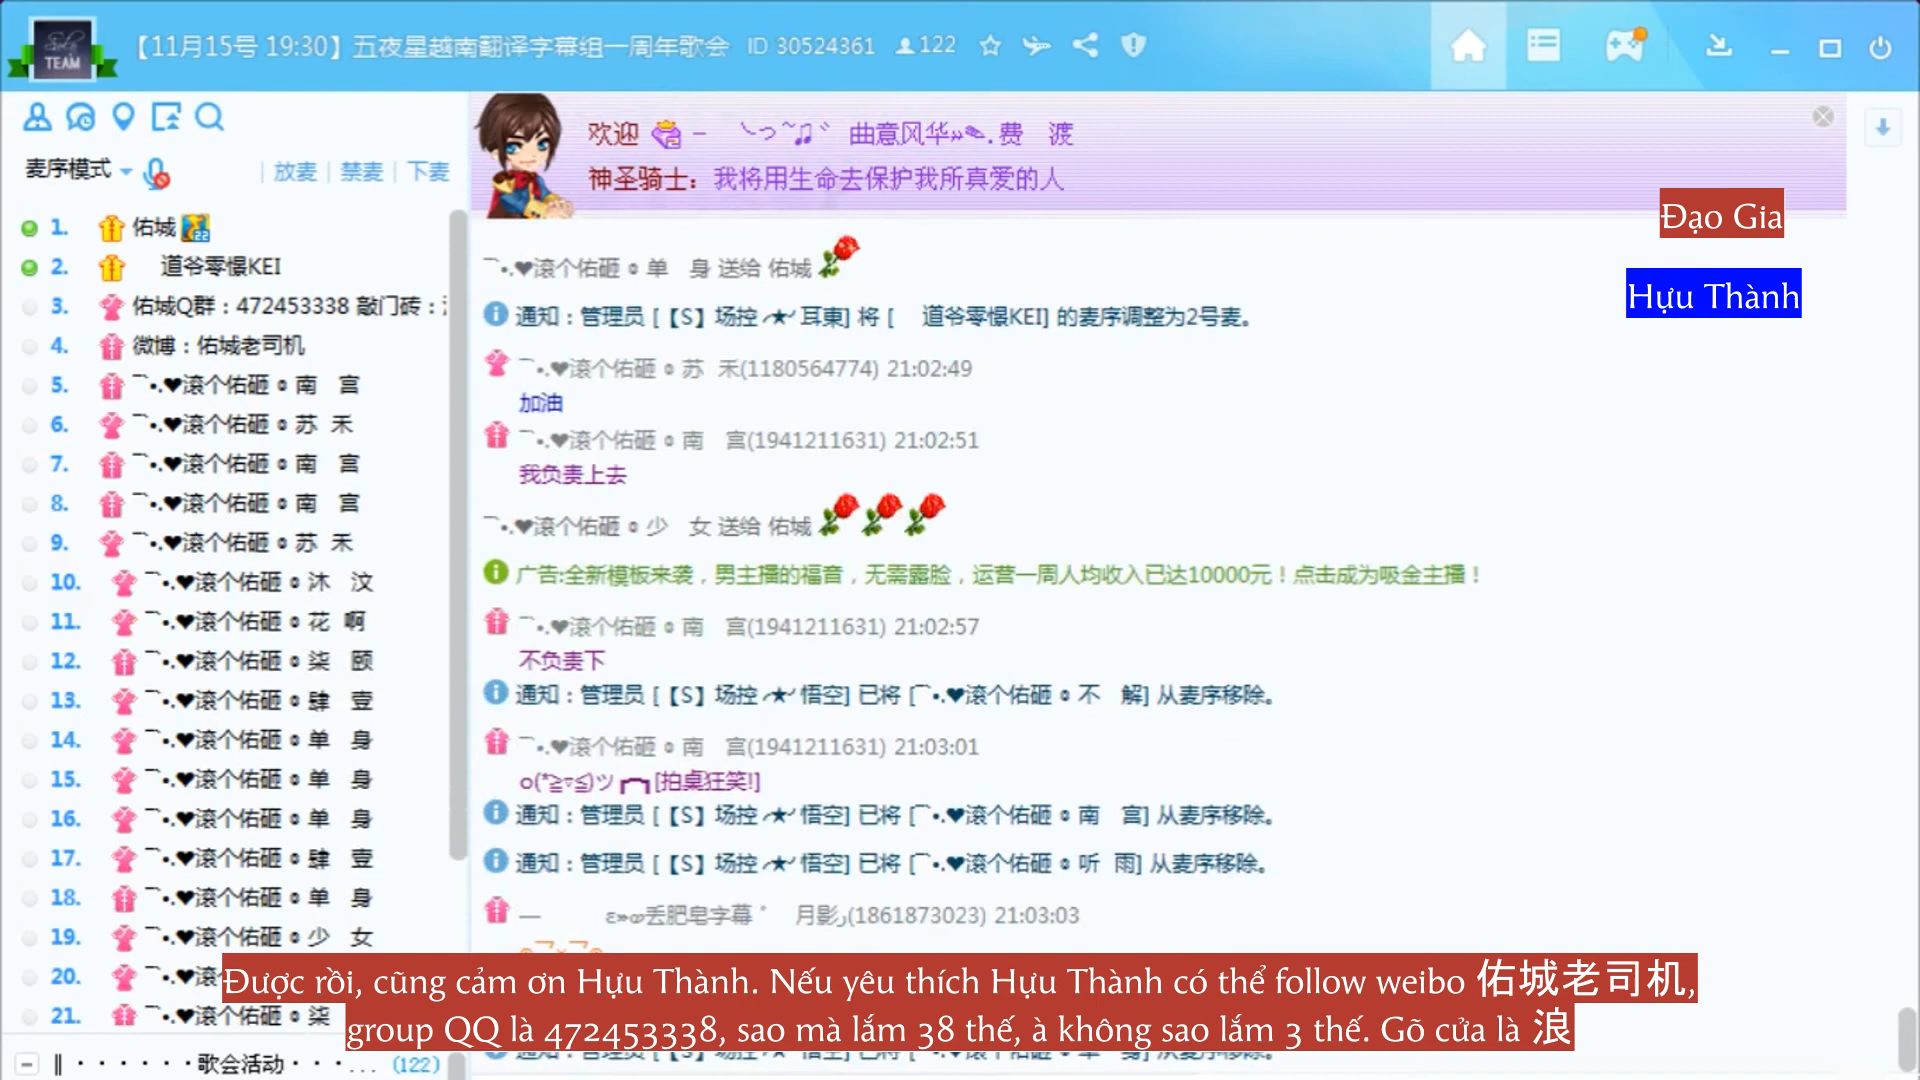 Soko TEAM
【11月15号 19:30】五夜星越南翻译字幕组一周年歌会 ID 30524361 122
麦序模式 放麦 禁麦 下麦
1. 佑城 22
2. 道爷零憬KEI
3. 佑城Q群：472453338 敲门砖：
4. 微博：佑城老司机
5. ⌒•.♥滚个佑砸 ⊙ 南 宫
6. ⌒•.♥滚个佑砸 ⊙ 苏 禾
7. ⌒•.♥滚个佑砸 ⊙ 南 宫
8. ⌒•.♥滚个佑砸 ⊙ 南 宫
9. ⌒•.♥滚个佑砸 ⊙ 苏 禾
10. ⌒•.♥滚个佑砸 ⊙ 沐 汶
11. ⌒•.♥滚个佑砸 ⊙ 花 啊
12. ⌒•.♥滚个佑砸 ⊙ 柒 颐
13. ⌒•.♥滚个佑砸 ⊙ 肆 壹
14. ⌒•.♥滚个佑砸 ⊙ 单 身
15. ⌒•.♥滚个佑砸 ⊙ 单 身
16. ⌒•.♥滚个佑砸 ⊙ 单 身
17. ⌒•.♥滚个佑砸 ⊙ 肆 壹
18. ⌒•.♥滚个佑砸 ⊙ 单 身
19. ⌒•.♥滚个佑砸 ⊙ 少 女
20. ⌒•.♥滚
21. ⌒•.♥滚个佑砸 ⊙ 柒
‖ · · · · · · 歌会活动 · · · ... (122)
欢迎 – ╰つ~♫ 曲意风华.费 渡
神圣骑士：我将用生命去保护我所真爱的人
Đạo Gia
Hựu Thành
⌒•.♥滚个佑砸 ⊙ 单 身 送给 佑城
通知：管理员 [【S】场控 ★ 耳東] 将 [ 道爷零憬KEI] 的麦序调整为2号麦。
⌒•.♥滚个佑砸 ⊙ 苏 禾(1180564774) 21:02:49
加油
⌒•.♥滚个佑砸 ⊙ 南 宫(1941211631) 21:02:51
我负责上去
⌒•.♥滚个佑砸 ⊙ 少 女 送给 佑城
广告:全新模板来袭，男主播的福音，无需露脸，运营一周人均收入已达10000元！点击成为吸金主播！
⌒•.♥滚个佑砸 ⊙ 南 宫(1941211631) 21:02:57
不负责下
通知：管理员 [【S】场控 ★ 悟空] 已将 [⌒•.♥滚个佑砸 ⊙ 不 解] 从麦序移除。
⌒•.♥滚个佑砸 ⊙ 南 宫(1941211631) 21:03:01
o(*≧▽≦)ツ┏━┓[拍桌狂笑!]
通知：管理员 [【S】场控 ★ 悟空] 已将 [⌒•.♥滚个佑砸 ⊙ 南 宫] 从麦序移除。
通知：管理员 [【S】场控 ★ 悟空] 已将 [⌒•.♥滚个佑砸 ⊙ 听 雨] 从麦序移除。
— 丢肥皂字幕 ゛ 月影(1861873023) 21:03:03
Được rồi, cũng cảm ơn Hựu Thành. Nếu yêu thích Hựu Thành có thể follow weibo 佑城老司机,
group QQ là 472453338, sao mà lắm 38 thế, à không sao lắm 3 thế. Gõ cửa là 浪